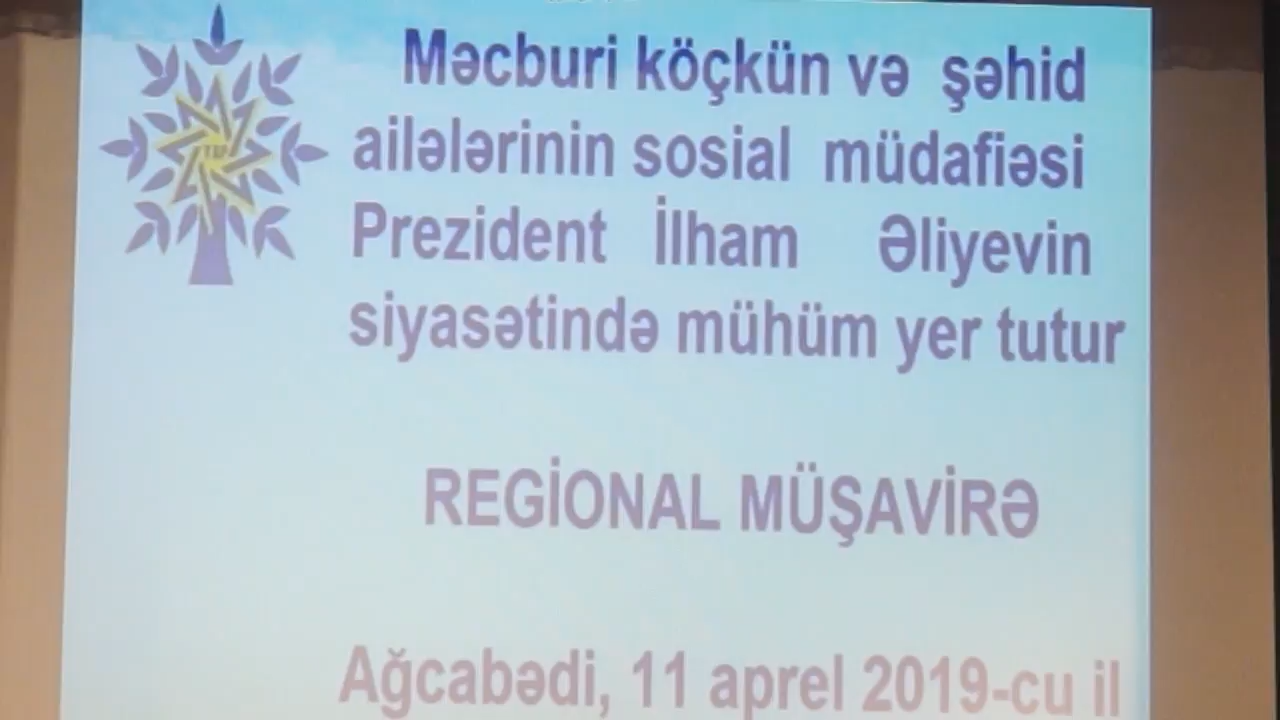 Məcburi köçkün və şəhid
ailələrinin sosial müdafiəsi
Prezident İlham Əliyevin
siyasətində mühüm yer tutur
REGİONAL MÜŞAVİRƏ
Ağcabədi, 11 aprel 2019-cu il